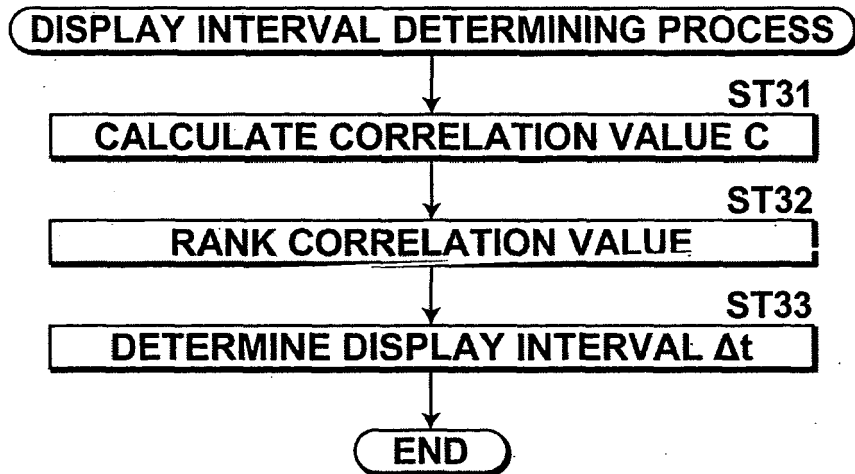 DISPLAY INTERVAL DETERMINING PROCESS
ST31
CALCULATE CORRELATION VALUE C
ST32
RANK CORRELATION VALUE
ST33
DETERMINE DISPLAY INTERVAL Δt
END